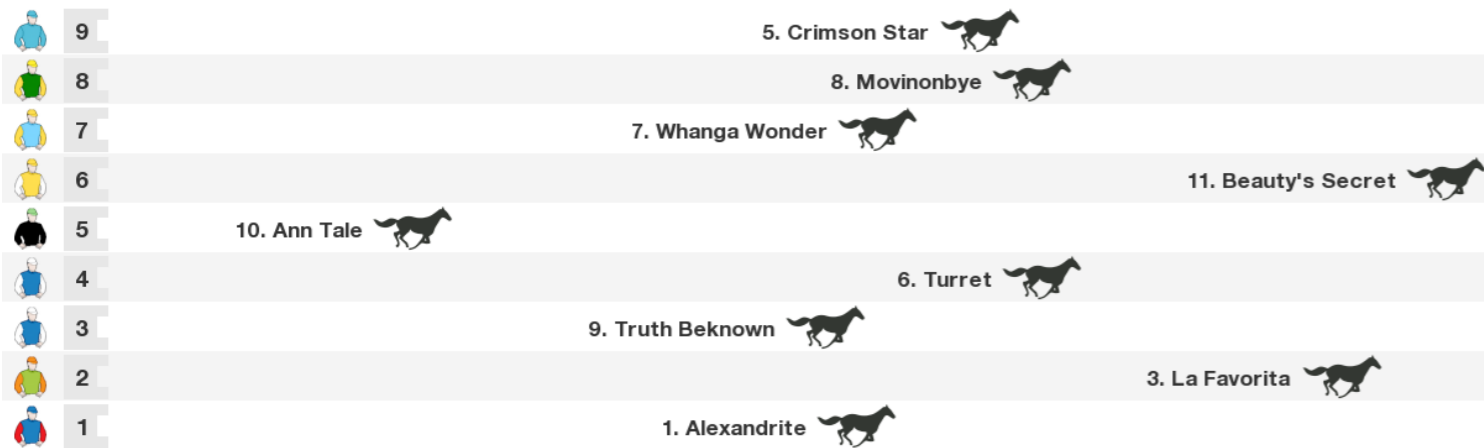 9 5. Crimson Star
8 8. Movinonbye
7 7. Whanga Wonder
6 11. Beauty's Secret
5 10. Ann Tale
4 6. Turret
3 9. Truth Beknown
2 3. La Favorita
1 1. Alexandrite